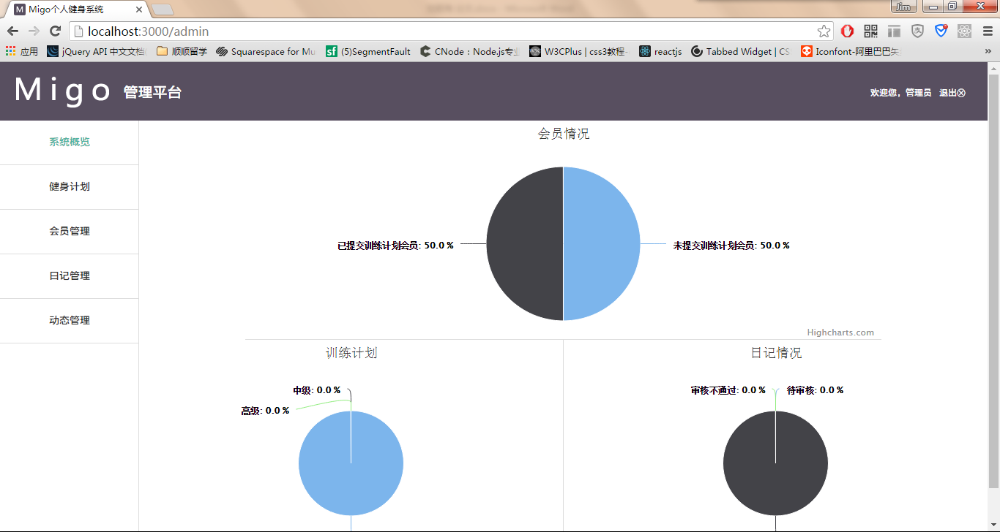 Migo个人健身系统
Jim
localhost:3000/admin
应用 jQuery API 中文文档 顺顺留学 Squarespace for Mu (5)SegmentFault CNode：Node.js专业 W3CPlus | css3教程- reactjs Tabbed Widget | CS Iconfont-阿里巴巴矢 »
Migo 管理平台 欢迎您，管理员 退出
系统概览
健身计划
会员管理
日记管理
动态管理
会员情况
已提交训练计划会员: 50.0 % 未提交训练计划会员: 50.0 %
Highcharts.com
训练计划
中级: 0.0 %
高级: 0.0 %
日记情况
审核不通过: 0.0 % 待审核: 0.0 %